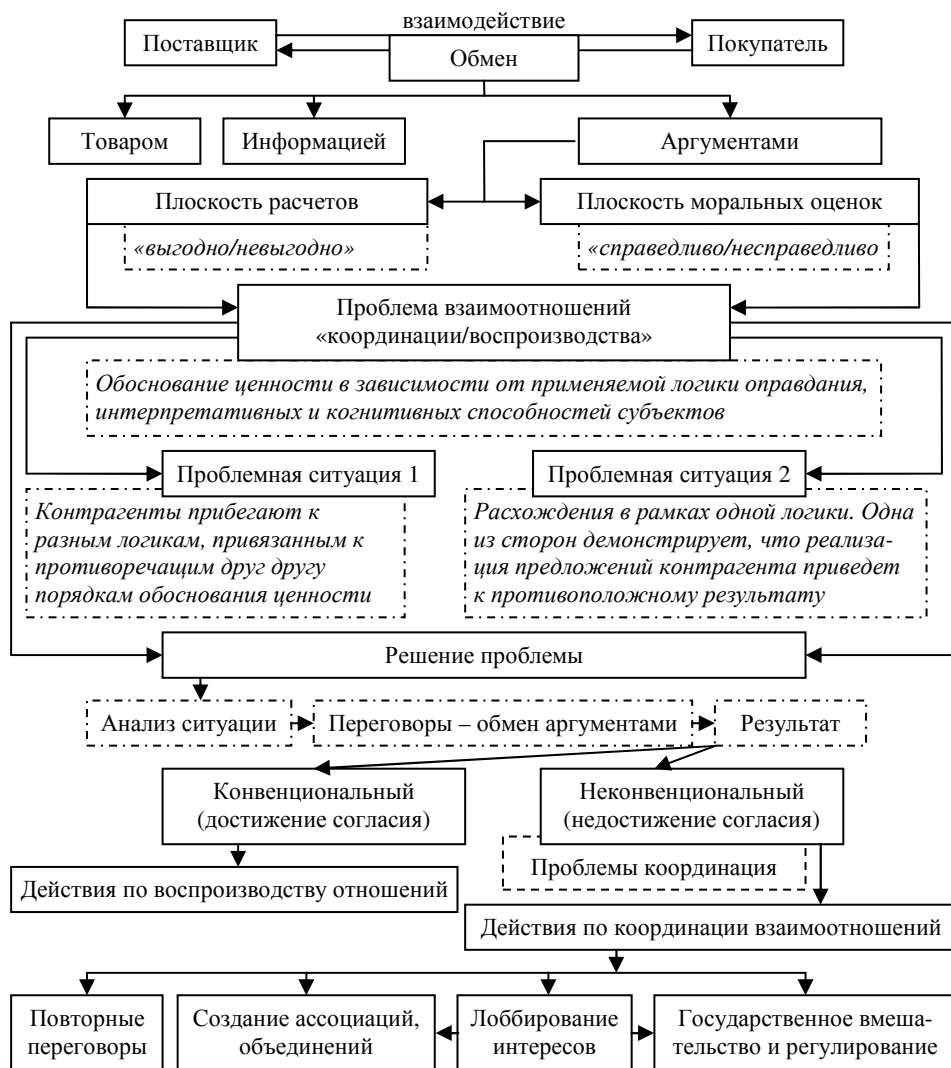 взаимодействие
Поставщик
Обмен
Покупатель
Товаром
Информацией
Аргументами
Плоскость расчетов
Плоскость моральных оценок
«выгодно/невыгодно»
«справедливо/несправедливо
Проблема взаимоотношений
«координации/воспроизводства»
Обоснование ценности в зависимости от применяемой логики оправдания,
интерпретативных и когнитивных способностей субъектов
Проблемная ситуация 1
Проблемная ситуация 2
Контрагенты прибегают к
разным логикам, привязанным к
противоречащим друг другу
порядкам обоснования ценности
Расхождения в рамках одной логики. Одна
из сторон демонстрирует, что реализа-
ция предложений контрагента приведет
к противоположному результату
Решение проблемы
Анализ ситуации
Переговоры – обмен аргументами
Результат
Конвенциональный
(достижение согласия)
Неконвенциональный
(недостижение согласия)
Проблемы координация
Действия по воспроизводству отношений
Действия по координации взаимоотношений
Повторные
переговоры
Создание ассоциаций,
объединений
Лоббирование
интересов
Государственное вмеша-
тельство и регулирование